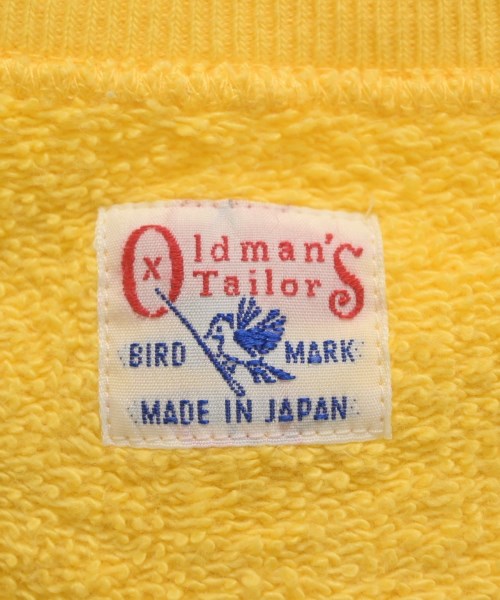 Oldman's
Tailor
x
BIRD MARK
MADE IN JAPAN